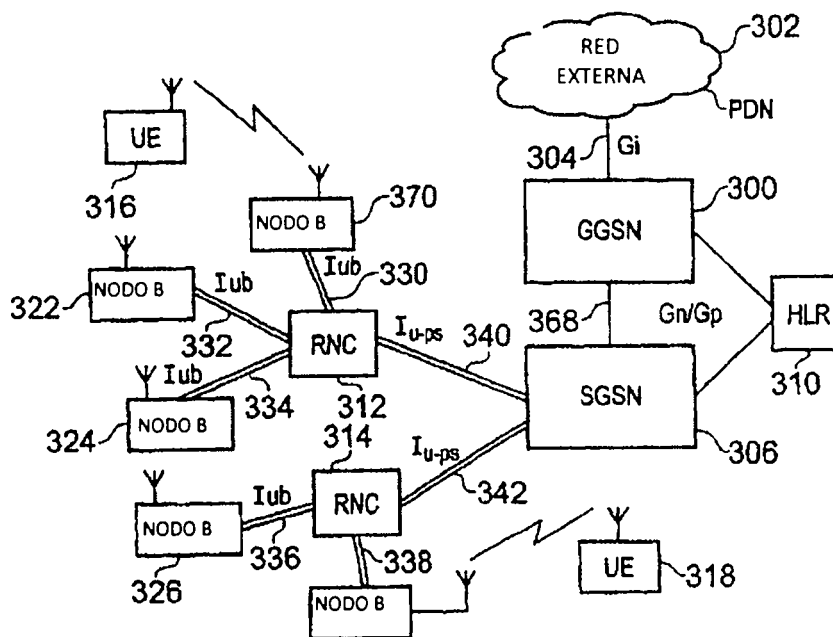 RED
EXTERNA
302
PDN
304
Gi
UE
316
NODO B
370
GGSN
300
Iub
330
NODO B
322
Iub
332
RNC
312
Iu-ps
340
368
Gn/Gp
HLR
310
Iub
334
NODO B
324
SGSN
306
314
RNC
Iu-ps
342
NODO B
326
Iub
336
338
NODO B
UE
318